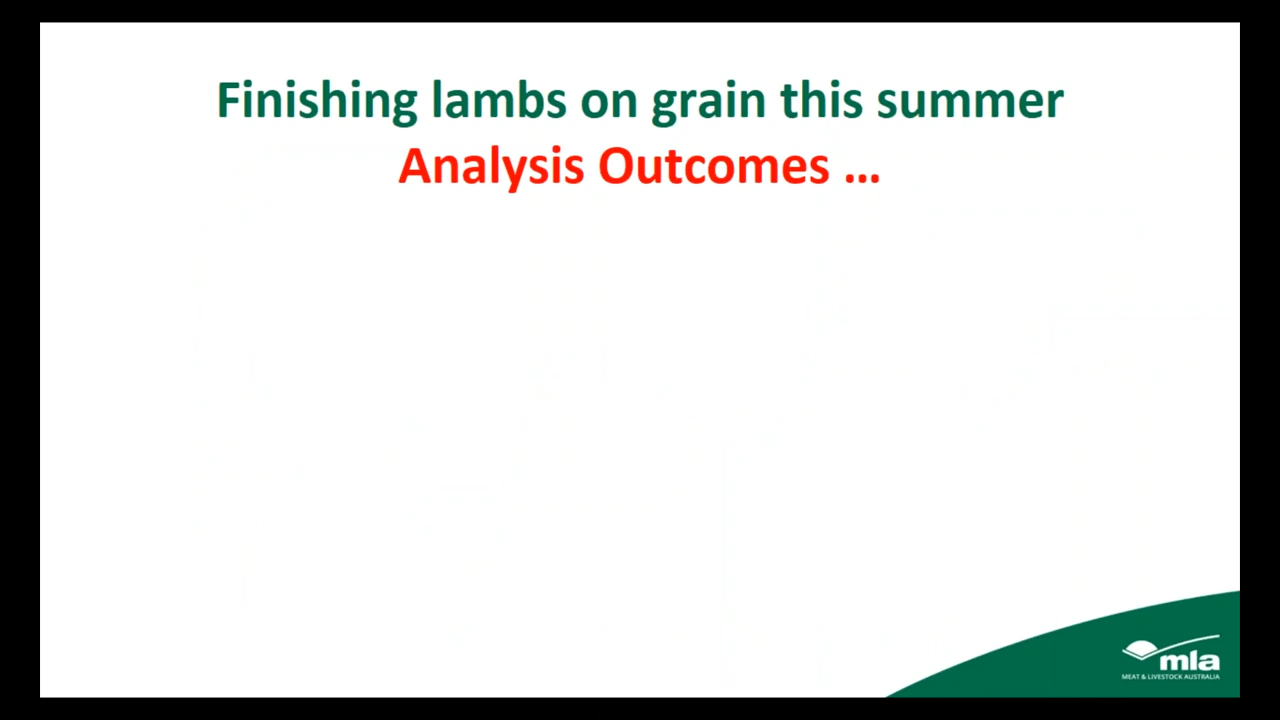 Finishing lambs on grain this summer
Analysis Outcomes ...
mla
MEAT & LIVESTOCK AUSTRALIA